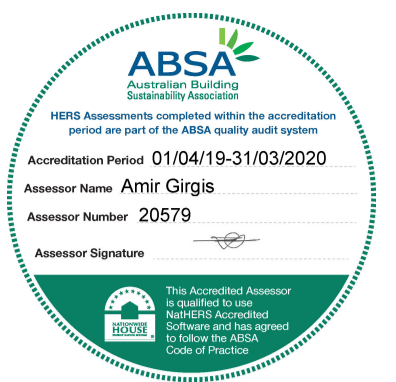 ABSA
Australian Building
Sustainability Association
HERS Assessments completed within the accreditation
period are part of the ABSA quality audit system
Accreditation Period 01/04/19-31/03/2020
Assessor Name Amir Girgis
Assessor Number 20579
Assessor Signature
This Accredited Assessor
is qualified to use
NatHERS Accredited
Software and has agreed
to follow the ABSA
Code of Practice
NATIONWIDE
HOUSE